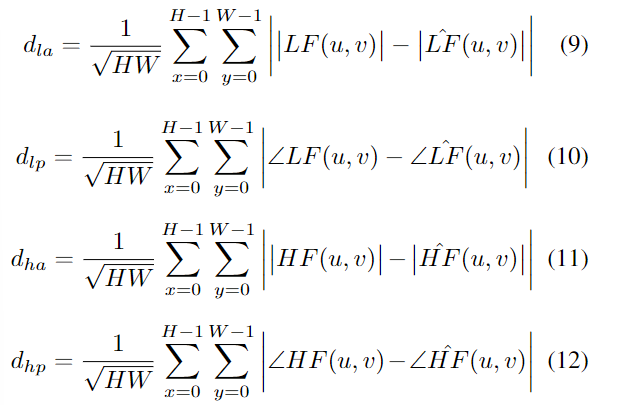 d_{la} = \frac{1}{\sqrt{HW}} \sum_{x=0}^{H-1} \sum_{y=0}^{W-1} \left| |LF(u, v)| - |\hat{LF}(u, v)| \right| (9)
d_{lp} = \frac{1}{\sqrt{HW}} \sum_{x=0}^{H-1} \sum_{y=0}^{W-1} \left| \angle LF(u, v) - \angle \hat{LF}(u, v) \right| (10)
d_{ha} = \frac{1}{\sqrt{HW}} \sum_{x=0}^{H-1} \sum_{y=0}^{W-1} \left| |HF(u, v)| - |\hat{HF}(u, v)| \right| (11)
d_{hp} = \frac{1}{\sqrt{HW}} \sum_{x=0}^{H-1} \sum_{y=0}^{W-1} \left| \angle HF(u, v) - \angle \hat{HF}(u, v) \right| (12)